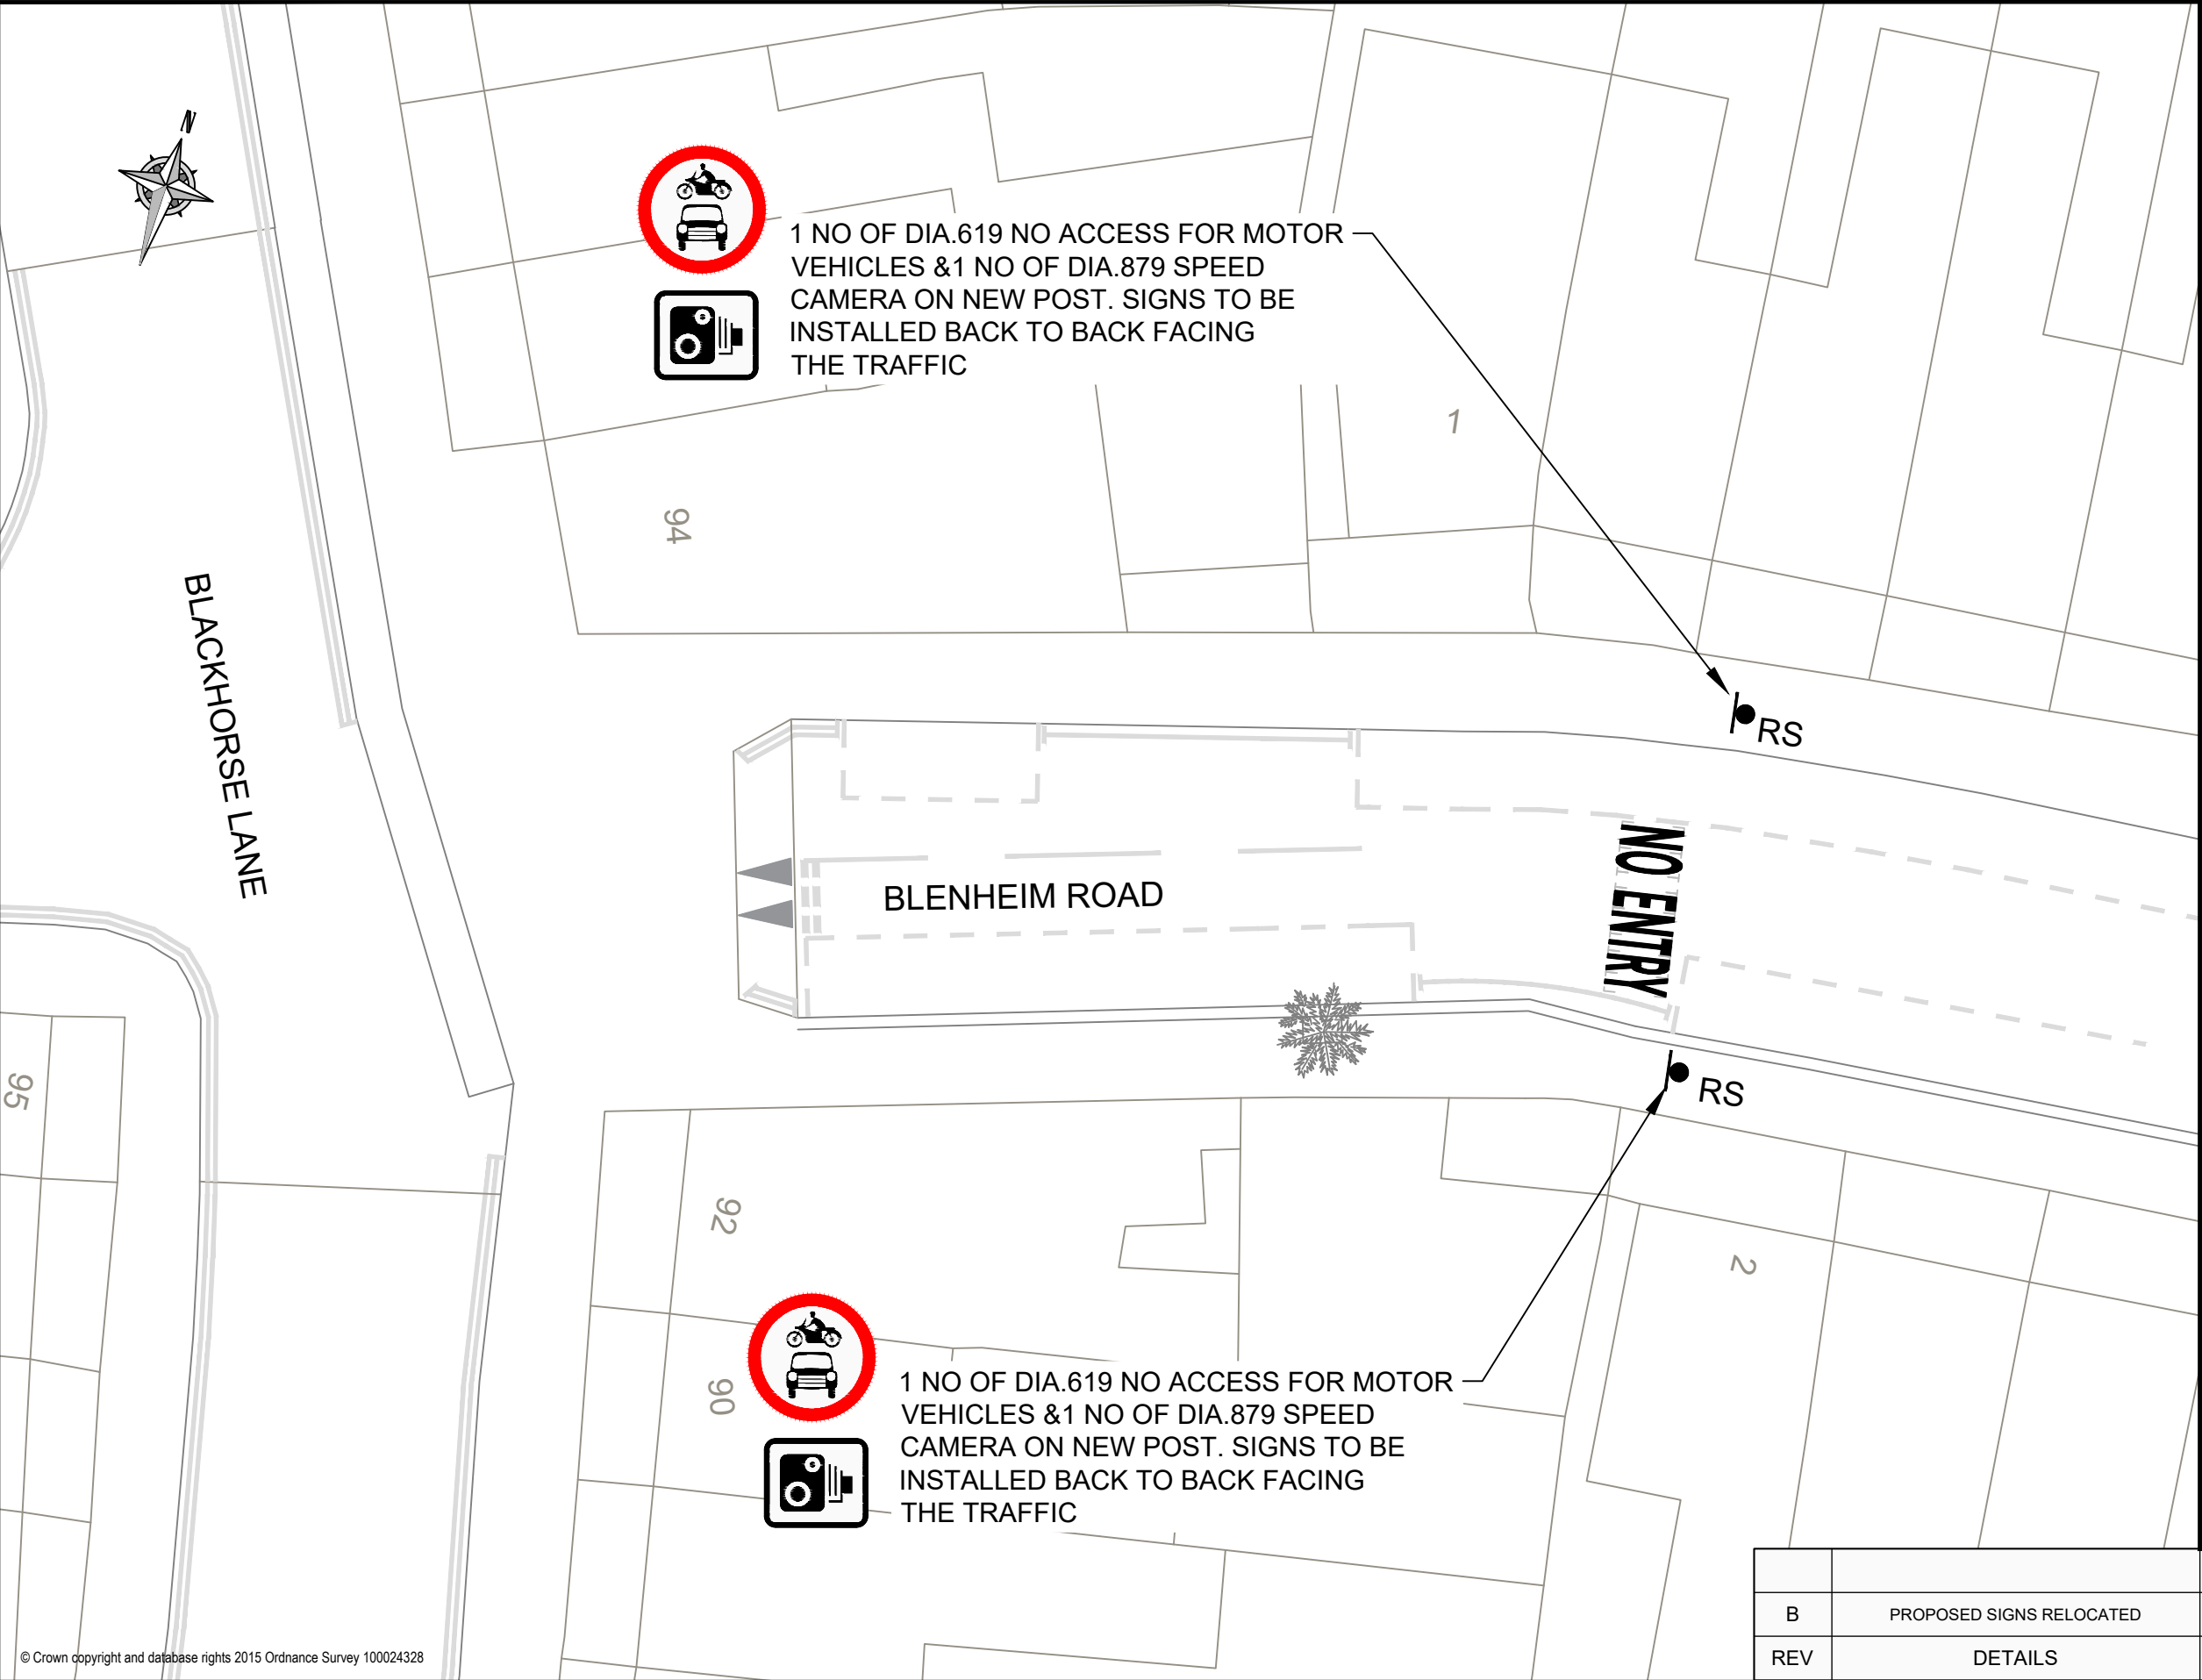 N
1 NO OF DIA.619 NO ACCESS FOR MOTOR
VEHICLES &1 NO OF DIA.879 SPEED
CAMERA ON NEW POST. SIGNS TO BE
INSTALLED BACK TO BACK FACING
THE TRAFFIC
1
94
BLACKHORSE LANE
RS
BLENHEIM ROAD
NO ENTRY
95
RS
92
2
90
1 NO OF DIA.619 NO ACCESS FOR MOTOR
VEHICLES &1 NO OF DIA.879 SPEED
CAMERA ON NEW POST. SIGNS TO BE
INSTALLED BACK TO BACK FACING
THE TRAFFIC
B PROPOSED SIGNS RELOCATED
REV DETAILS
© Crown copyright and database rights 2015 Ordnance Survey 100024328